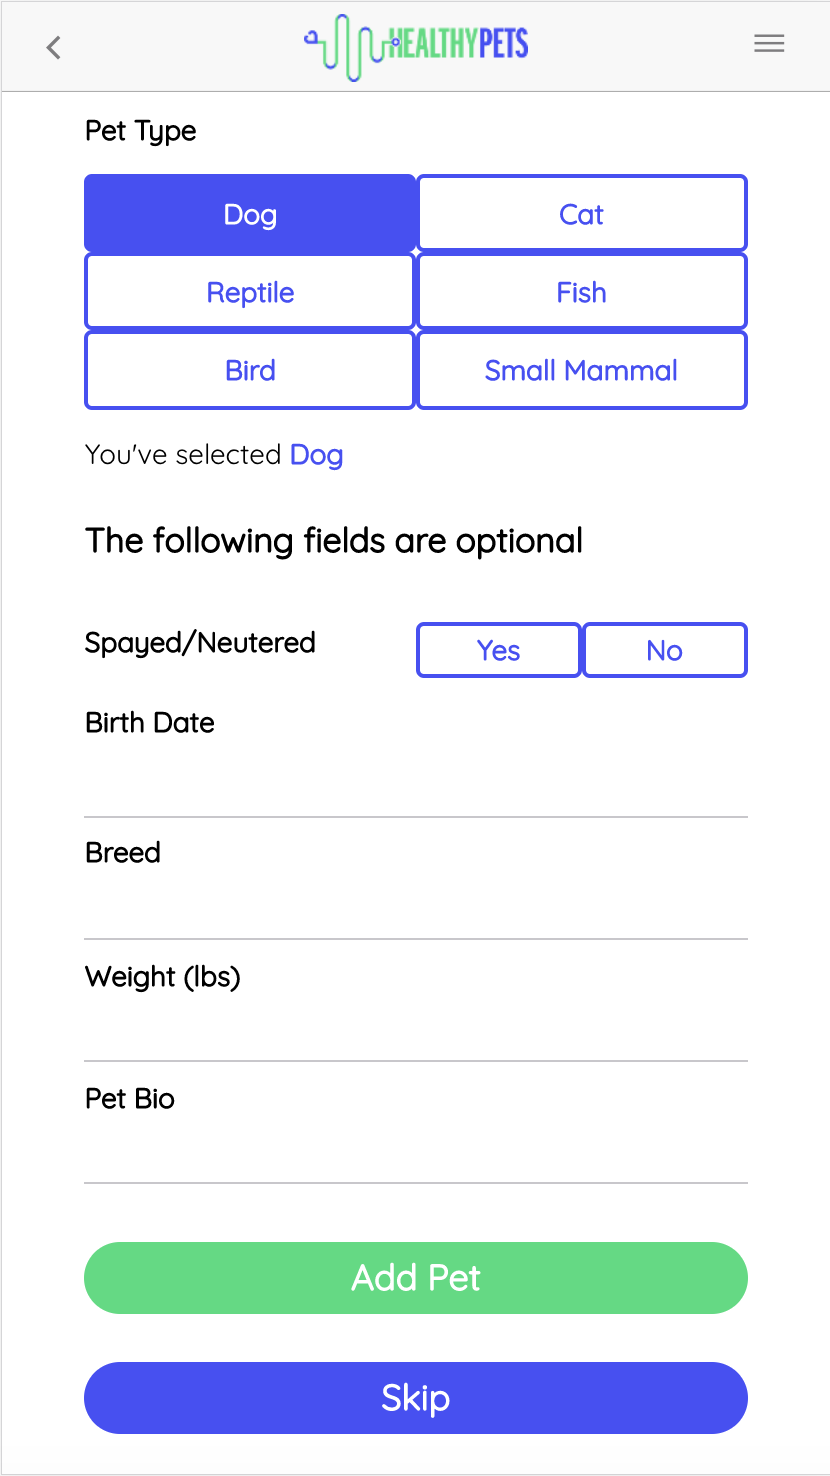 HEALTHYPETS
Pet Type
Dog Cat
Reptile Fish
Bird Small Mammal
You've selected Dog
The following fields are optional
Spayed/Neutered Yes No
Birth Date
Breed
Weight (lbs)
Pet Bio
Add Pet
Skip